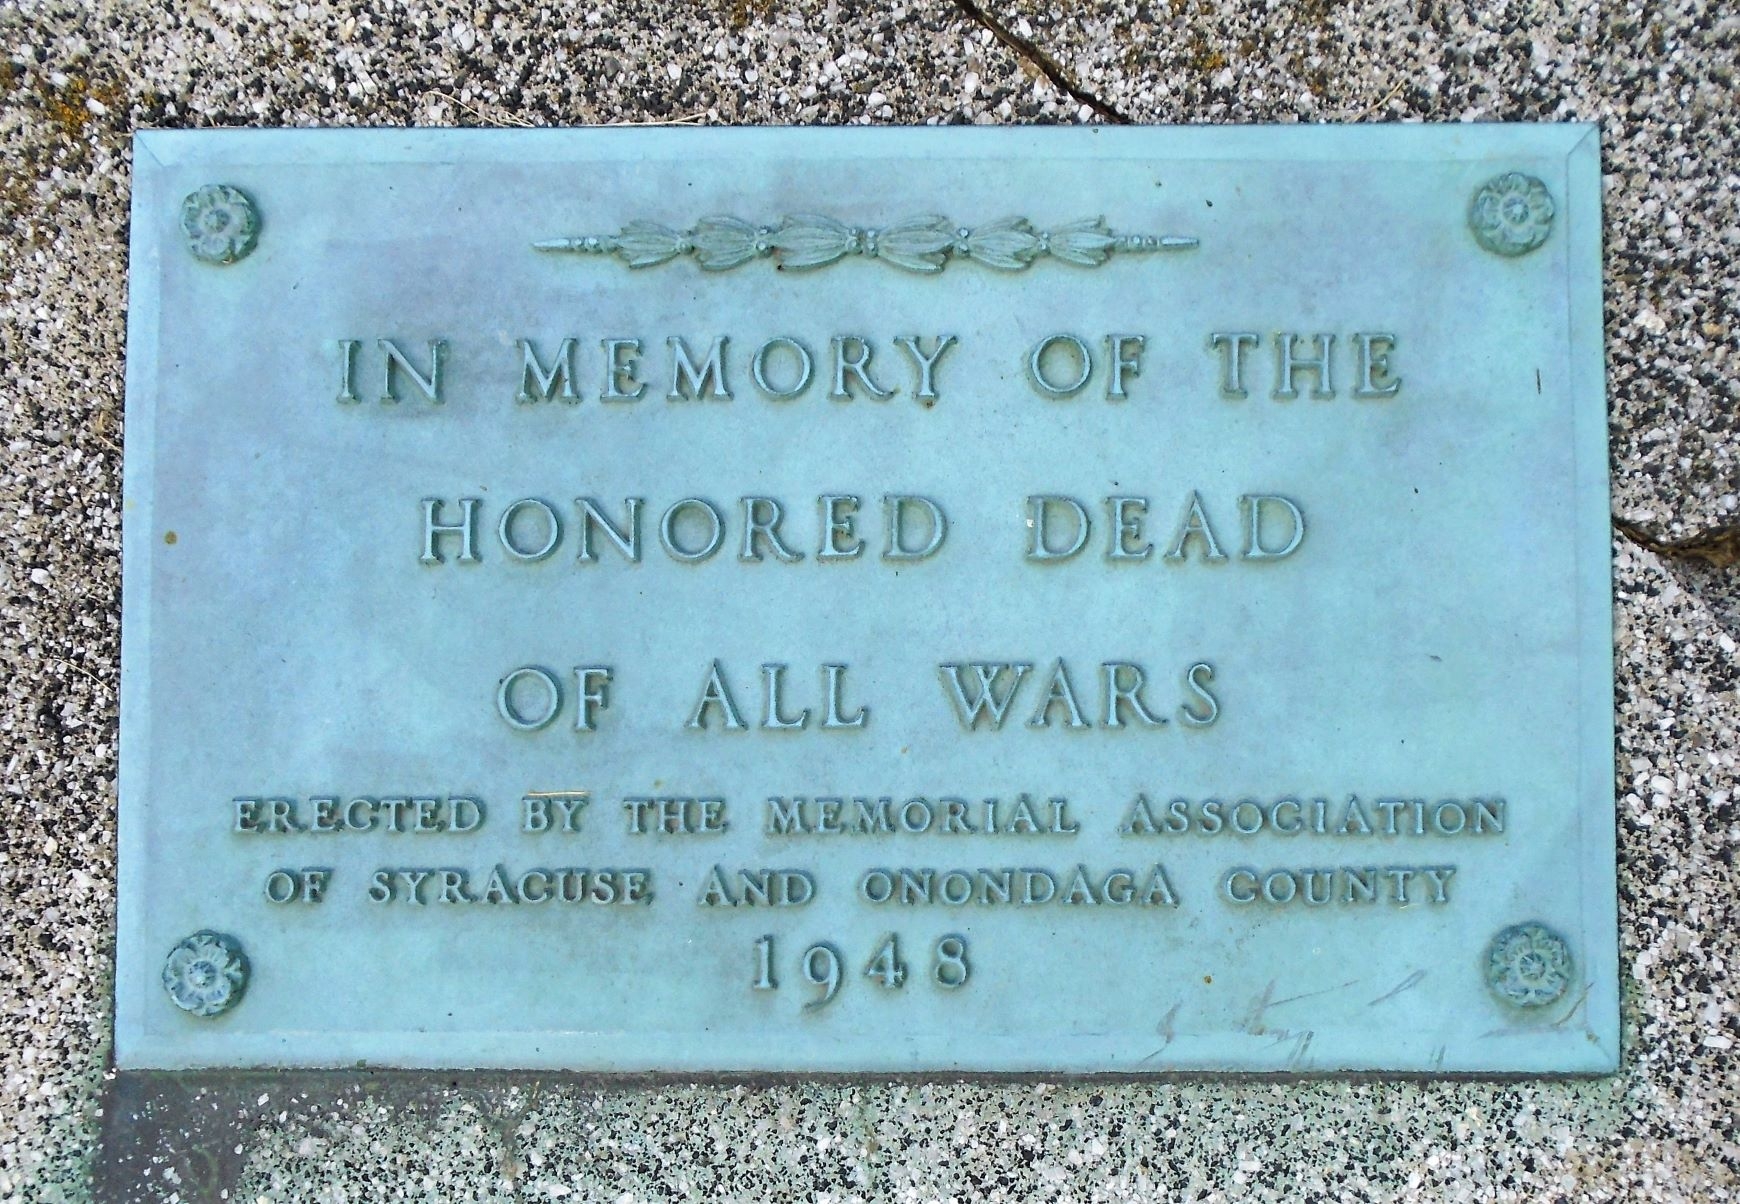 IN MEMORY OF THE
HONORED DEAD
OF ALL WARS
ERECTED BY THE MEMORIAL ASSOCIATION
OF SYRACUSE AND ONONDAGA COUNTY
1948